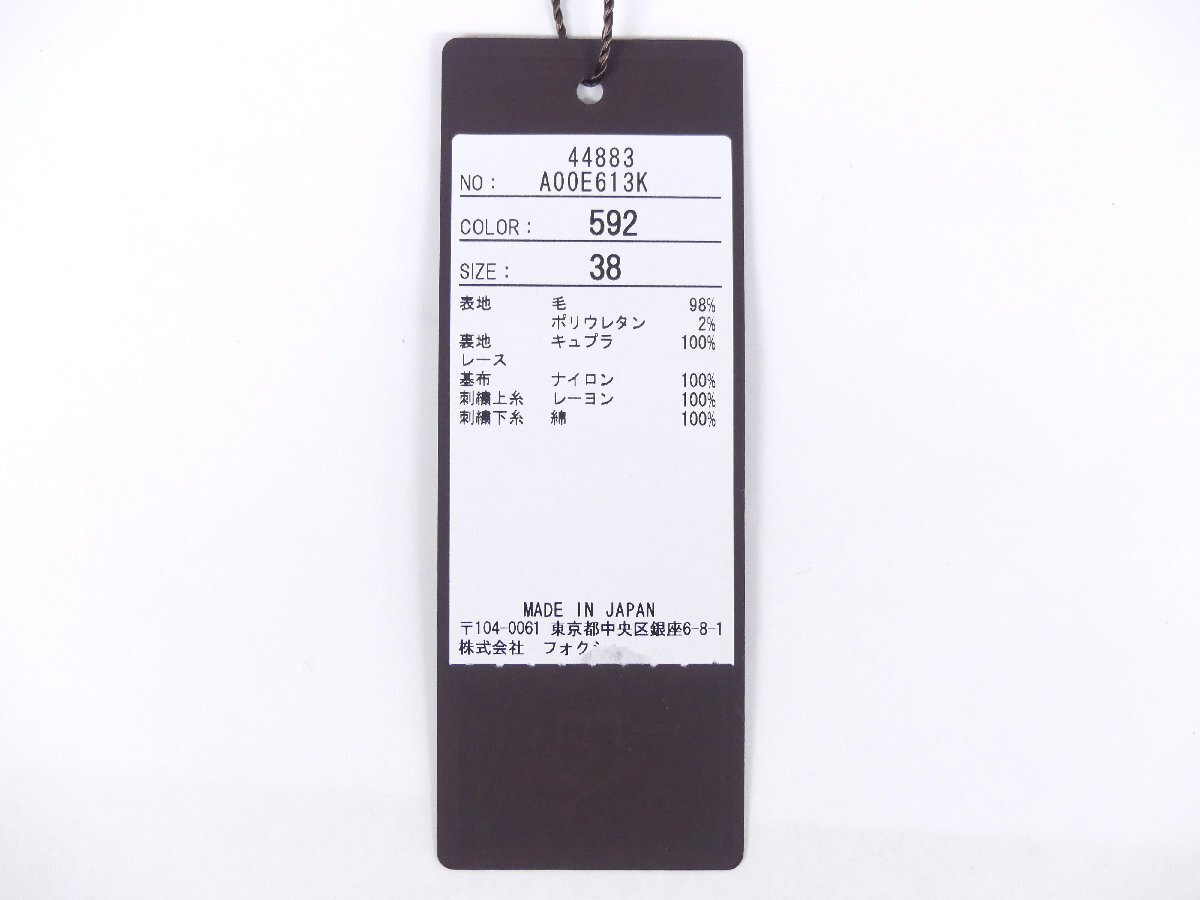 44883
NO: A00E613K
COLOR: 592
SIZE: 38
表地 毛 98%
ポリウレタン 2%
裏地 キュプラ 100%
レース
基布 ナイロン 100%
刺繍上糸 レーヨン 100%
刺繍下糸 綿 100%
MADE IN JAPAN
〒104-0061 東京都中央区銀座6-8-1
株式会社